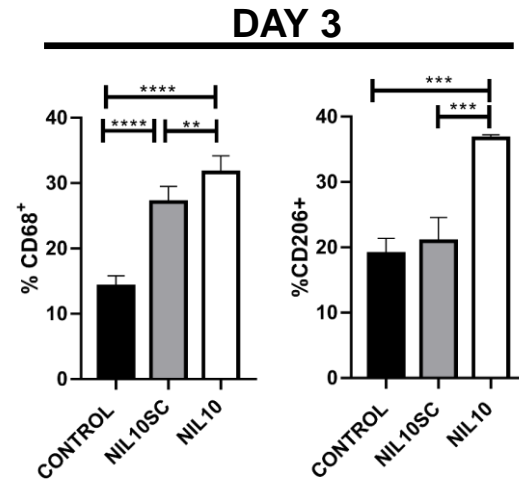 DAY 3
% CD68+
40
30
20
10
0
****
****
**
CONTROL
NIL10SC
NIL10
%CD206+
40
30
20
10
0
***
***
CONTROL
NIL10SC
NIL10